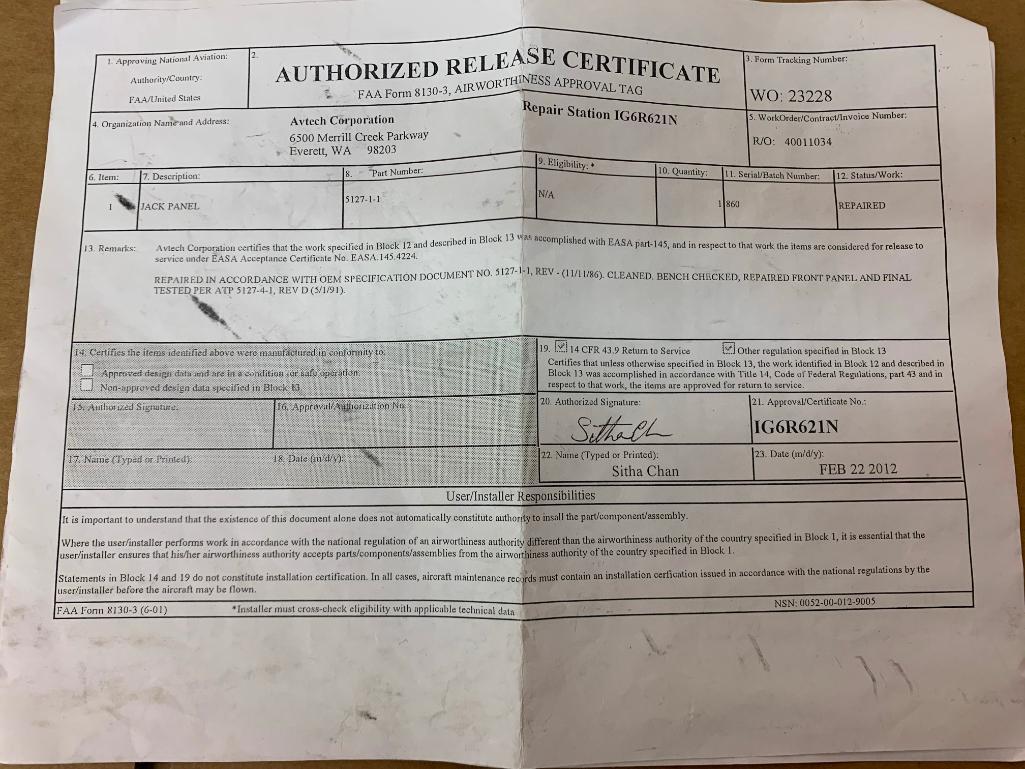 1. Approving National Aviation:
Authority/Country:
FAA/United States
2.
AUTHORIZED RELEASE CERTIFICATE
FAA Form 8130-3, AIRWORTHINESS APPROVAL TAG
3. Form Tracking Number:
WO: 23228
4. Organization Name and Address:
Avtech Corporation
6500 Merrill Creek Parkway
Everett, WA 98203
Repair Station IG6R621N
5. WorkOrder/Contract/Invoice Number:
R/O: 40011034
6. Item:
7. Description:
8. Part Number:
9. Eligibility: *
10. Quantity:
11. Serial/Batch Number:
12. Status/Work:
1
JACK PANEL
5127-1-1
N/A
1
860
REPAIRED
13. Remarks:
Avtech Corporation certifies that the work specified in Block 12 and described in Block 13 was accomplished with EASA part-145, and in respect to that work the items are considered for release to
service under EASA Acceptance Certificate No. EASA.145.4224.
REPAIRED IN ACCORDANCE WITH OEM SPECIFICATION DOCUMENT NO. 5127-1-1, REV - (11/11/86). CLEANED, BENCH CHECKED, REPAIRED FRONT PANEL AND FINAL
TESTED PER ATP 5127-4-1, REV D (5/1/91).
14. Certifies the items identified above were manufactured in conformity to:
Approved design data and are in a condition for safe operation.
Non-approved design data specified in Block 13.
15. Authorized Signature:
16. Approval/Authorization No.:
17. Name (Typed or Printed):
18. Date (m/d/y):
19. 14 CFR 43.9 Return to Service
Other regulation specified in Block 13
Certifies that unless otherwise specified in Block 13, the work identified in Block 12 and described in
Block 13 was accomplished in accordance with Title 14, Code of Federal Regulations, part 43 and in
respect to that work, the items are approved for return to service.
20. Authorized Signature:
Sitha Ch
21. Approval/Certificate No.:
IG6R621N
22. Name (Typed or Printed):
Sitha Chan
23. Date (m/d/y):
FEB 22 2012
User/Installer Responsibilities
It is important to understand that the existence of this document alone does not automatically constitute authority to insall the part/component/assembly.
Where the user/installer performs work in accordance with the national regulation of an airworthiness authority different than the airworthiness authority of the country specified in Block 1, it is essential that the
user/installer ensures that his/her airworthiness authority accepts parts/components/assemblies from the airworthiness authority of the country specified in Block 1.
Statements in Block 14 and 19 do not constitute installation certification. In all cases, aircraft maintenance records must contain an installation cerfication issued in accordance with the national regulations by the
user/installer before the aircraft may be flown.
FAA Form 8130-3 (6-01)
*Installer must cross-check eligibility with applicable technical data
NSN: 0052-00-012-9005